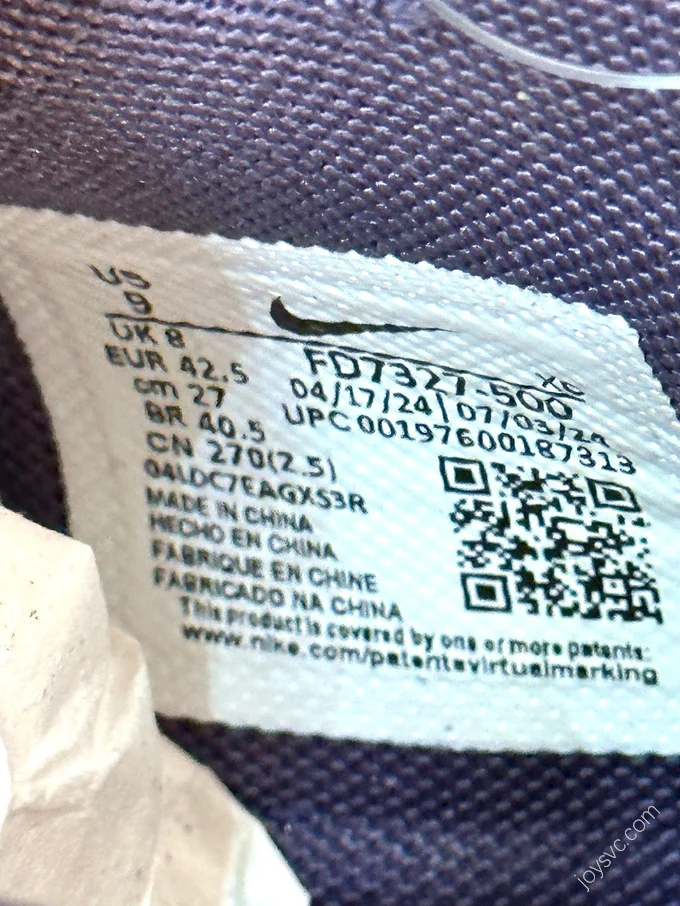 US
9
UK 8
EUR 42.5
cm 27
BR 40.5
CN 270(2.5)
XC
FD7327-500
04/17/24 | 07/03/24
UPC 00197600187313
04LDC7EAGXS3R
MADE IN CHINA
HECHO EN CHINA
FABRIQUE EN CHINE
FABRICADO NA CHINA
This product is covered by one or more patents:
www.nike.com/patentsvirtualmarking
joysvc.com